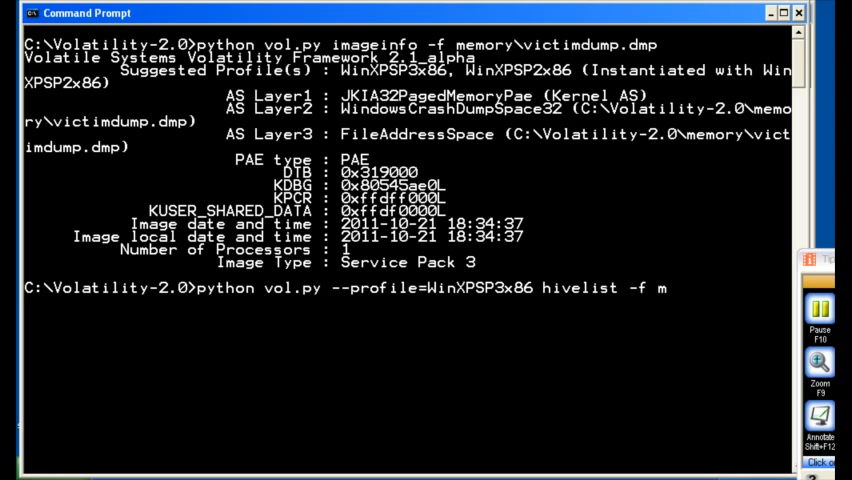 Command Prompt
C:\Volatility-2.0>python vol.py imageinfo -f memory\victimdump.dmp
Volatile Systems Volatility Framework 2.1_alpha
Suggested Profile(s) : WinXPSP3x86, WinXPSP2x86 (Instantiated with Win
XPSP2x86)
AS Layer1 : JKIA32PagedMemoryPae (Kernel AS)
AS Layer2 : WindowsCrashDumpSpace32 (C:\Volatility-2.0\memo
ry\victimdump.dmp)
AS Layer3 : FileAddressSpace (C:\Volatility-2.0\memory\vict
imdump.dmp)
PAE type : PAE
DTB : 0x319000
KDBG : 0x80545ae0L
KPCR : 0xffdff000L
KUSER_SHARED_DATA : 0xffdf0000L
Image date and time : 2011-10-21 18:34:37
Image local date and time : 2011-10-21 18:34:37
Number of Processors : 1
Image Type : Service Pack 3
C:\Volatility-2.0>python vol.py --profile=WinXPSP3x86 hivelist -f m
Pause
F10
Zoom
F9
Annotate
Shift+F12
Click